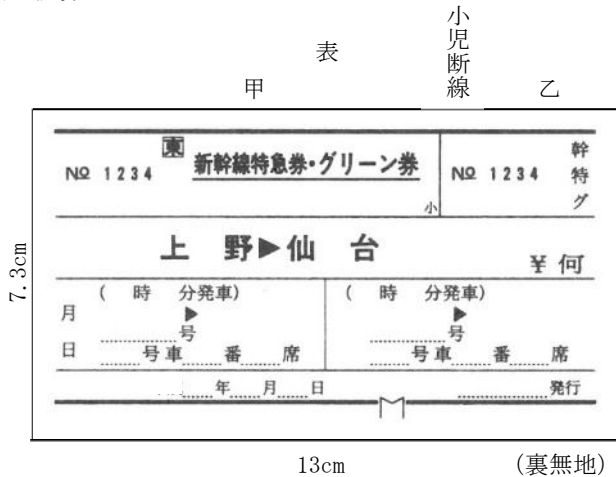 表
小児断線
甲
乙
東
新幹線特急券・グリーン券
№ 1234
№ 1234
幹特グ
小
上 野▶仙 台
¥何
( 時 分発車)
( 時 分発車)
月
▶
▶
号
号
日
号車 番 席
号車 番 席
年 月 日
発行
7.3cm
13cm
(裏無地)